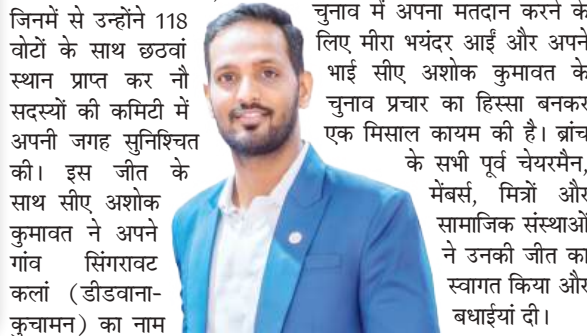 जिनमें से उन्होंने 118
वोटों के साथ छठवां
स्थान प्राप्त कर नौ
सदस्यों की कमिटी में
अपनी जगह सुनिश्चित
की। इस जीत के
साथ सीए अशोक
कुमावत ने अपने
गांव सिंगरावट
कलां (डीडवाना-
कुचामन) का नाम
चुनाव में अपना मतदान करने के
लिए मीरा भयंदर आईं और अपने
भाई सीए अशोक कुमावत के
चुनाव प्रचार का हिस्सा बनकर
एक मिसाल कायम की है। ब्रांच
के सभी पूर्व चेयरमैन,
मेंबर्स, मित्रों और
सामाजिक संस्थाओं
ने उनकी जीत का
स्वागत किया और
बधाईयां दी।